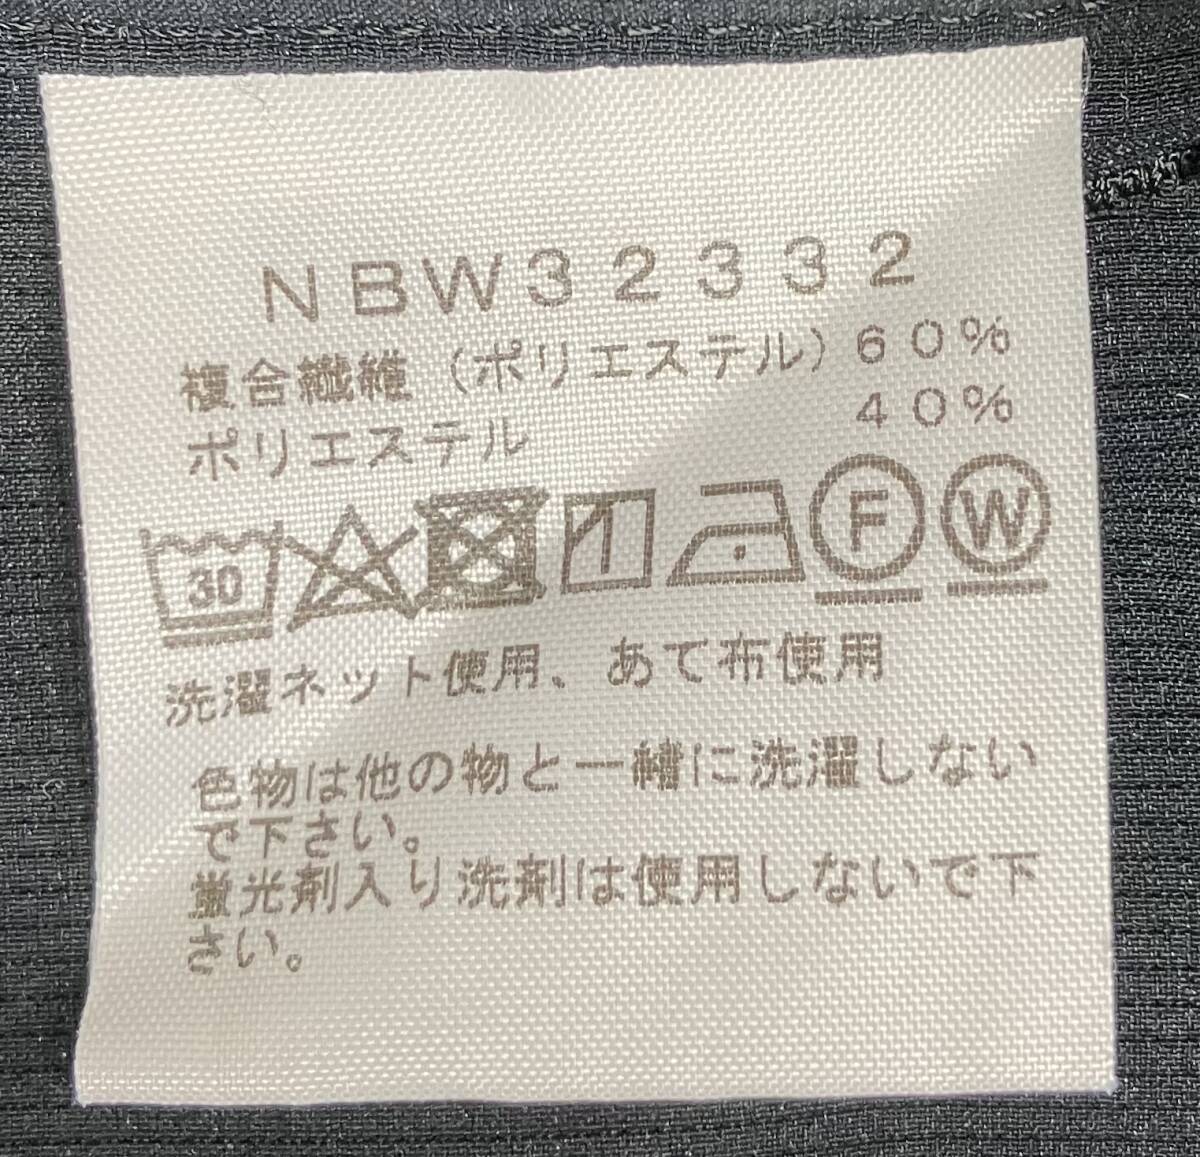 NBW32332
複合繊維（ポリエステル）60%
ポリエステル 40%
30 F W
洗濯ネット使用、あて布使用
色物は他の物と一緒に洗濯しない
で下さい。
蛍光剤入り洗剤は使用しないで下
さい。